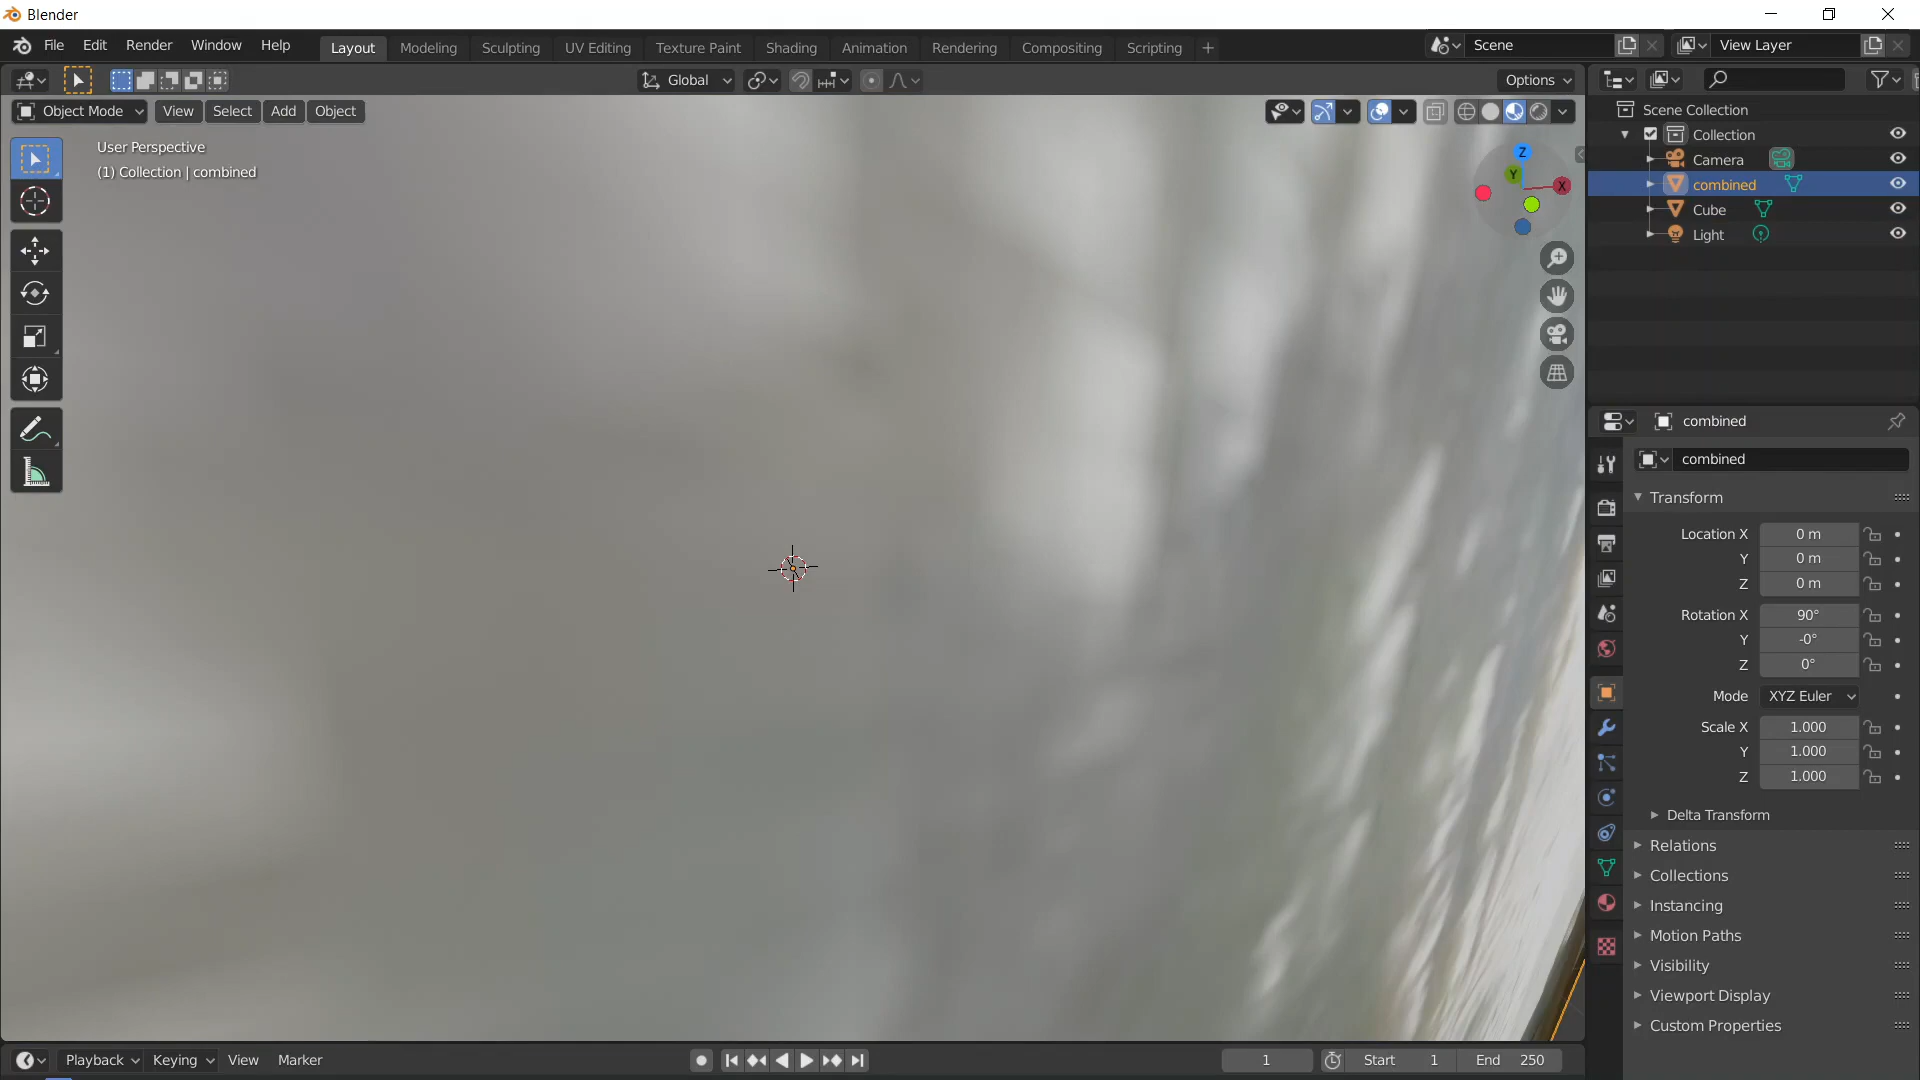 Blender
File Edit Render Window Help Layout Modeling Sculpting UV Editing Texture Paint Shading Animation Rendering Compositing Scripting + Scene View Layer
Global Options
Object Mode View Select Add Object
User Perspective
(1) Collection | combined
Z
Y
X
Scene Collection
Collection
Camera
combined
Cube
Light
combined
combined
Transform
Location X 0 m
Y 0 m
Z 0 m
Rotation X 90°
Y -0°
Z 0°
Mode XYZ Euler
Scale X 1.000
Y 1.000
Z 1.000
Delta Transform
Relations
Collections
Instancing
Motion Paths
Visibility
Viewport Display
Custom Properties
Playback Keying View Marker 1 Start 1 End 250